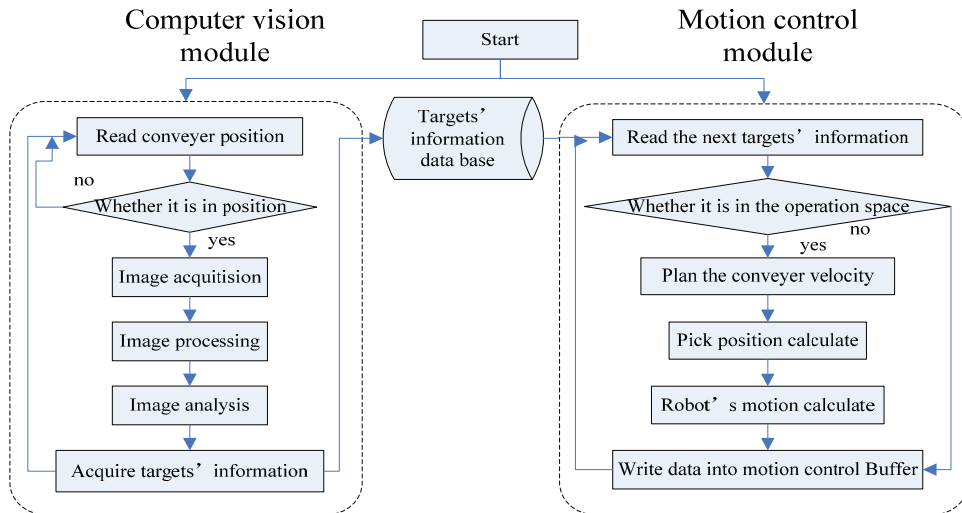 Computer vision
module
Start
Motion control
module
Read conveyer position
no
Whether it is in position
yes
Image acquitision
Image processing
Image analysis
Acquire targets’ information
Targets’
information
data base
Read the next targets’ information
Whether it is in the operation space
no
yes
Plan the conveyer velocity
Pick position calculate
Robot’s motion calculate
Write data into motion control Buffer